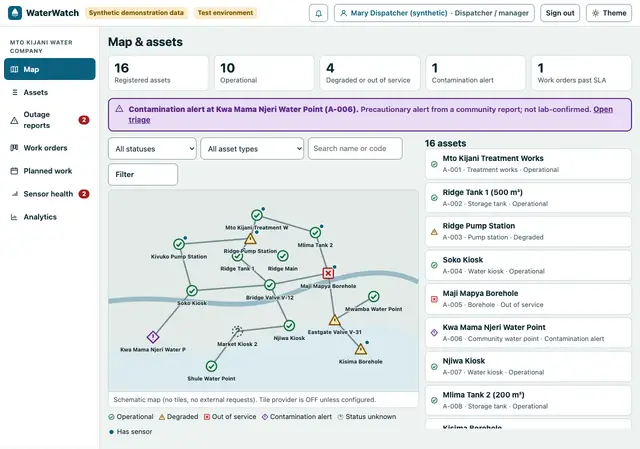 WaterWatch
Synthetic demonstration data
Test environment
Mary Dispatcher (synthetic) · Dispatcher / manager
Sign out
Theme
MTO KIJANI WATER
COMPANY
Map
Assets
Outage
reports
2
Work orders
Planned work
Sensor health
2
Analytics
Map & assets
16
Registered assets
10
Operational
4
Degraded or out of service
1
Contamination alert
1
Work orders past SLA
Contamination alert at Kwa Mama Njeri Water Point (A-006). Precautionary alert from a community report; not lab-confirmed. Open
triage
All statuses
All asset types
Search name or code
Filter
Mto Kijani Treatment W
Mlima Tank 2
Kivuko Pump Station
Ridge Pump Station
Ridge Tank 1
Ridge Main
Maji Mapya Borehole
Soko Kiosk
Bridge Valve V-12
Mwamba Water Point
Kwa Mama Njeri Water P
Market Kiosk 2
Njiwa Kiosk
Eastgate Valve V-31
Kisima Borehole
Shule Water Point
Schematic map (no tiles, no external requests). Tile provider is OFF unless configured.
Operational
Degraded
Out of service
Contamination alert
Status unknown
Has sensor
16 assets
Mto Kijani Treatment Works
A-001 · Treatment works · Operational
Ridge Tank 1 (500 m³)
A-002 · Storage tank · Operational
Ridge Pump Station
A-003 · Pump station · Degraded
Soko Kiosk
A-004 · Water kiosk · Operational
Maji Mapya Borehole
A-005 · Borehole · Out of service
Kwa Mama Njeri Water Point
A-006 · Community water point · Contamination alert
Njiwa Kiosk
A-007 · Water kiosk · Operational
Mlima Tank 2 (200 m³)
A-008 · Storage tank · Operational
Kisima Borehole